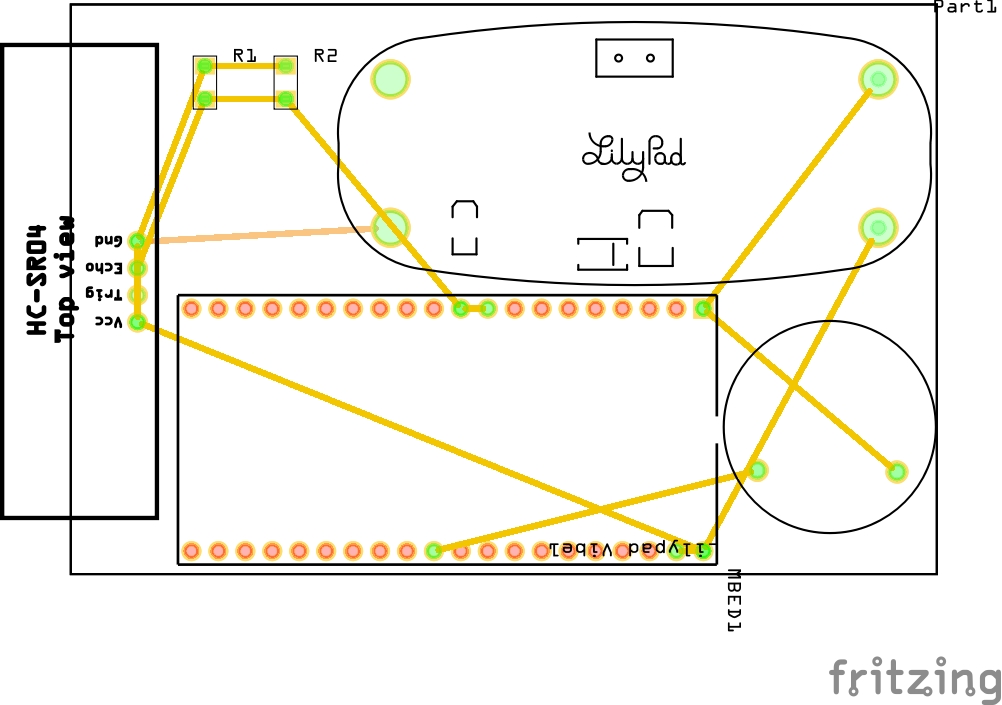 Part1
R1
R2
LilyPad
HC-SR04
Top view
Gnd
Echo
Trig
Vcc
Lilypad Vibe1
MBED1
fritzing